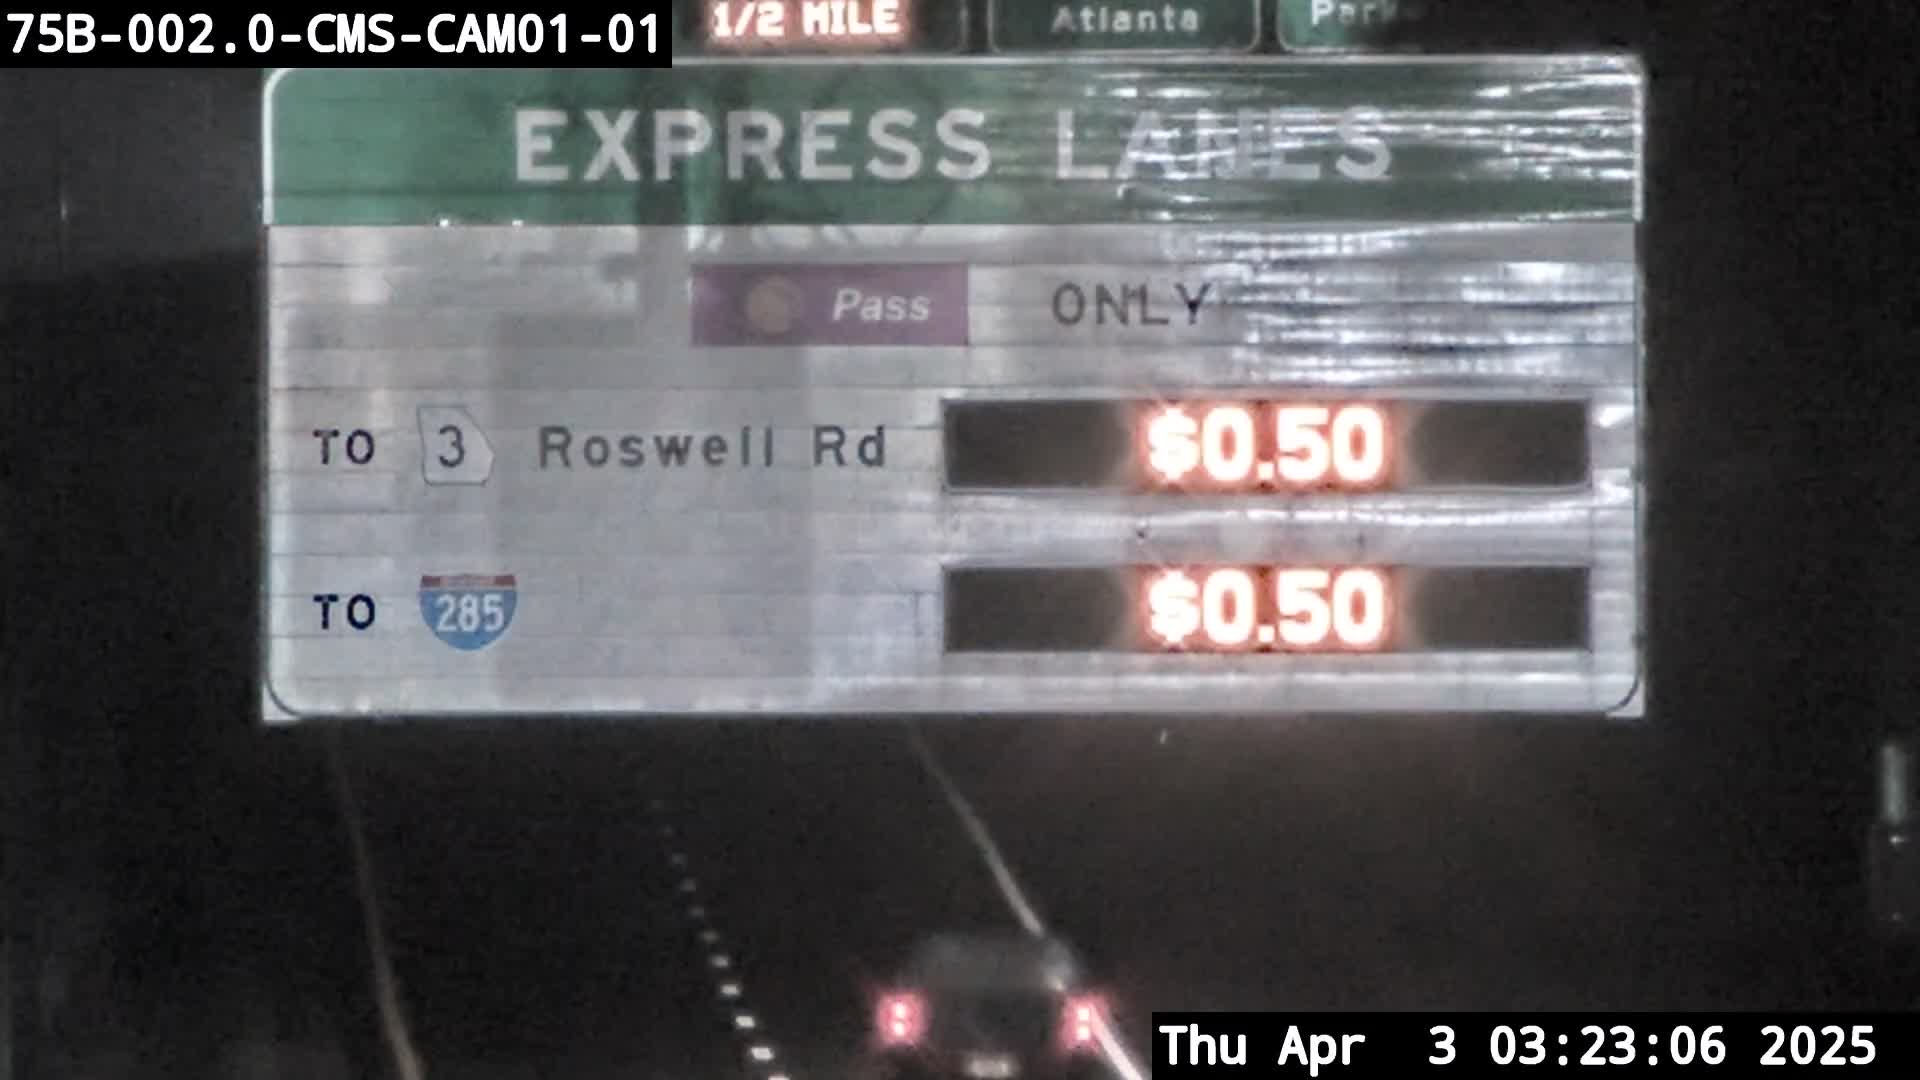 75B-002.0-CMS-CAM01-01
1/2 MILE
Atlanta
EXPRESS LANES
Pass ONLY
TO 3 Roswell Rd $0.50
TO 285 $0.50
Thu Apr 3 03:23:06 2025